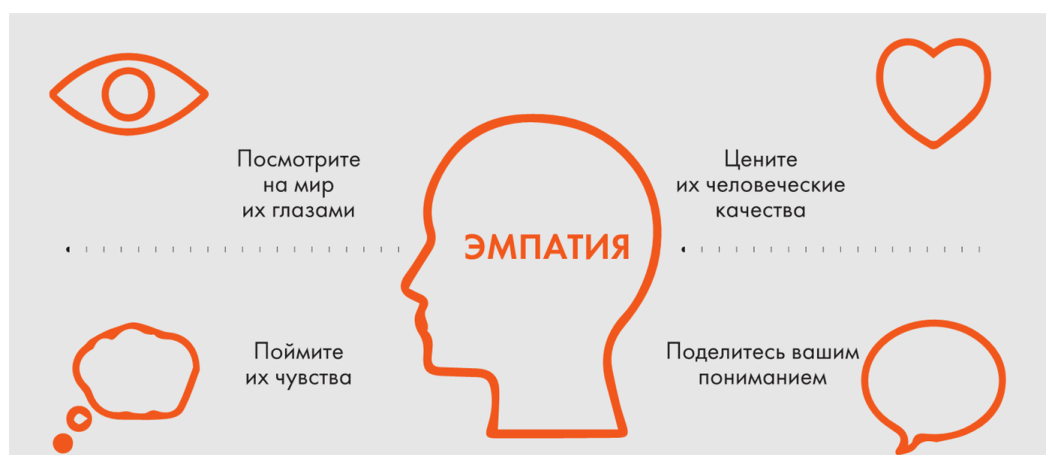 Посмотрите
на мир
их глазами
Цените
их человеческие
качества
ЭМПАТИЯ
Поймите
их чувства
Поделитесь вашим
пониманием